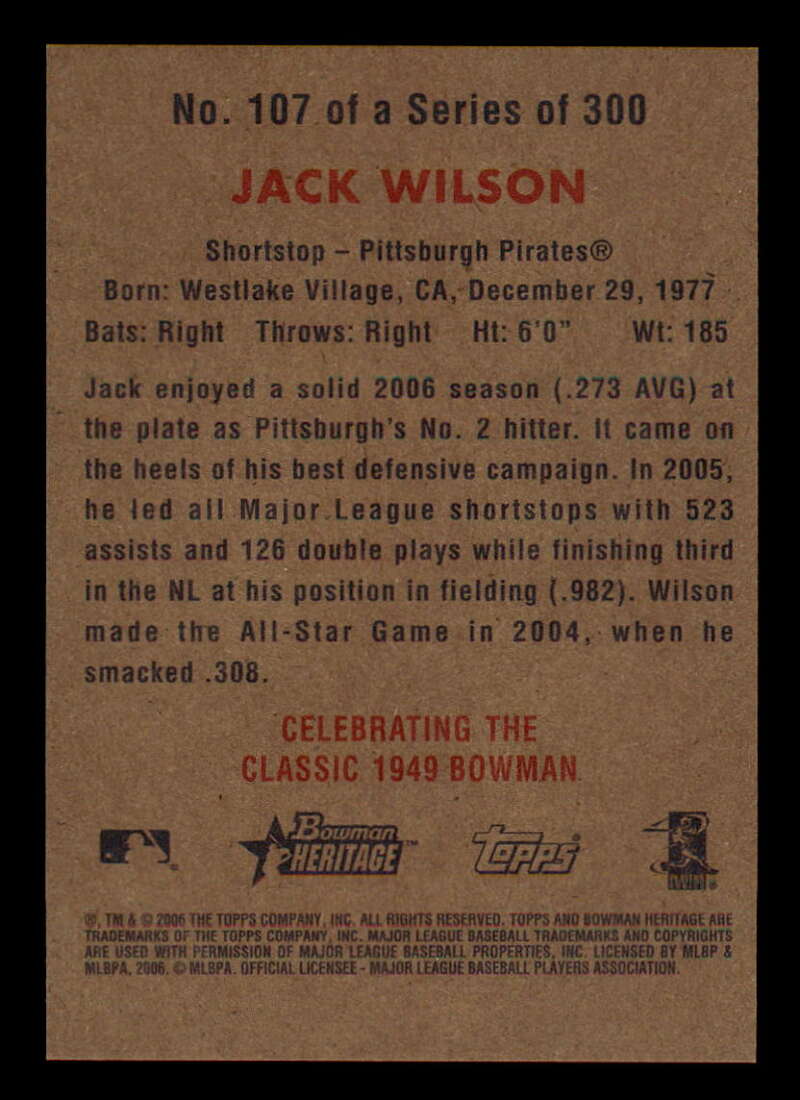 No. 107 of a Series of 300
JACK WILSON
Shortstop – Pittsburgh Pirates®
Born: Westlake Village, CA, December 29, 1977
Bats: Right Throws: Right Ht: 6'0" Wt: 185
Jack enjoyed a solid 2006 season (.273 AVG) at
the plate as Pittsburgh's No. 2 hitter. It came on
the heels of his best defensive campaign. In 2005,
he led all Major League shortstops with 523
assists and 126 double plays while finishing third
in the NL at his position in fielding (.982). Wilson
made the All-Star Game in 2004, when he
smacked .308.
CELEBRATING THE
CLASSIC 1949 BOWMAN
Bowman
HERITAGE™
TOPPS®
®, TM & © 2006 THE TOPPS COMPANY, INC. ALL RIGHTS RESERVED. TOPPS AND BOWMAN HERITAGE ARE
TRADEMARKS OF THE TOPPS COMPANY, INC. MAJOR LEAGUE BASEBALL TRADEMARKS AND COPYRIGHTS
ARE USED WITH PERMISSION OF MAJOR LEAGUE BASEBALL PROPERTIES, INC. LICENSED BY MLBP &
MLBPA, 2006. © MLBPA. OFFICIAL LICENSEE - MAJOR LEAGUE BASEBALL PLAYERS ASSOCIATION.